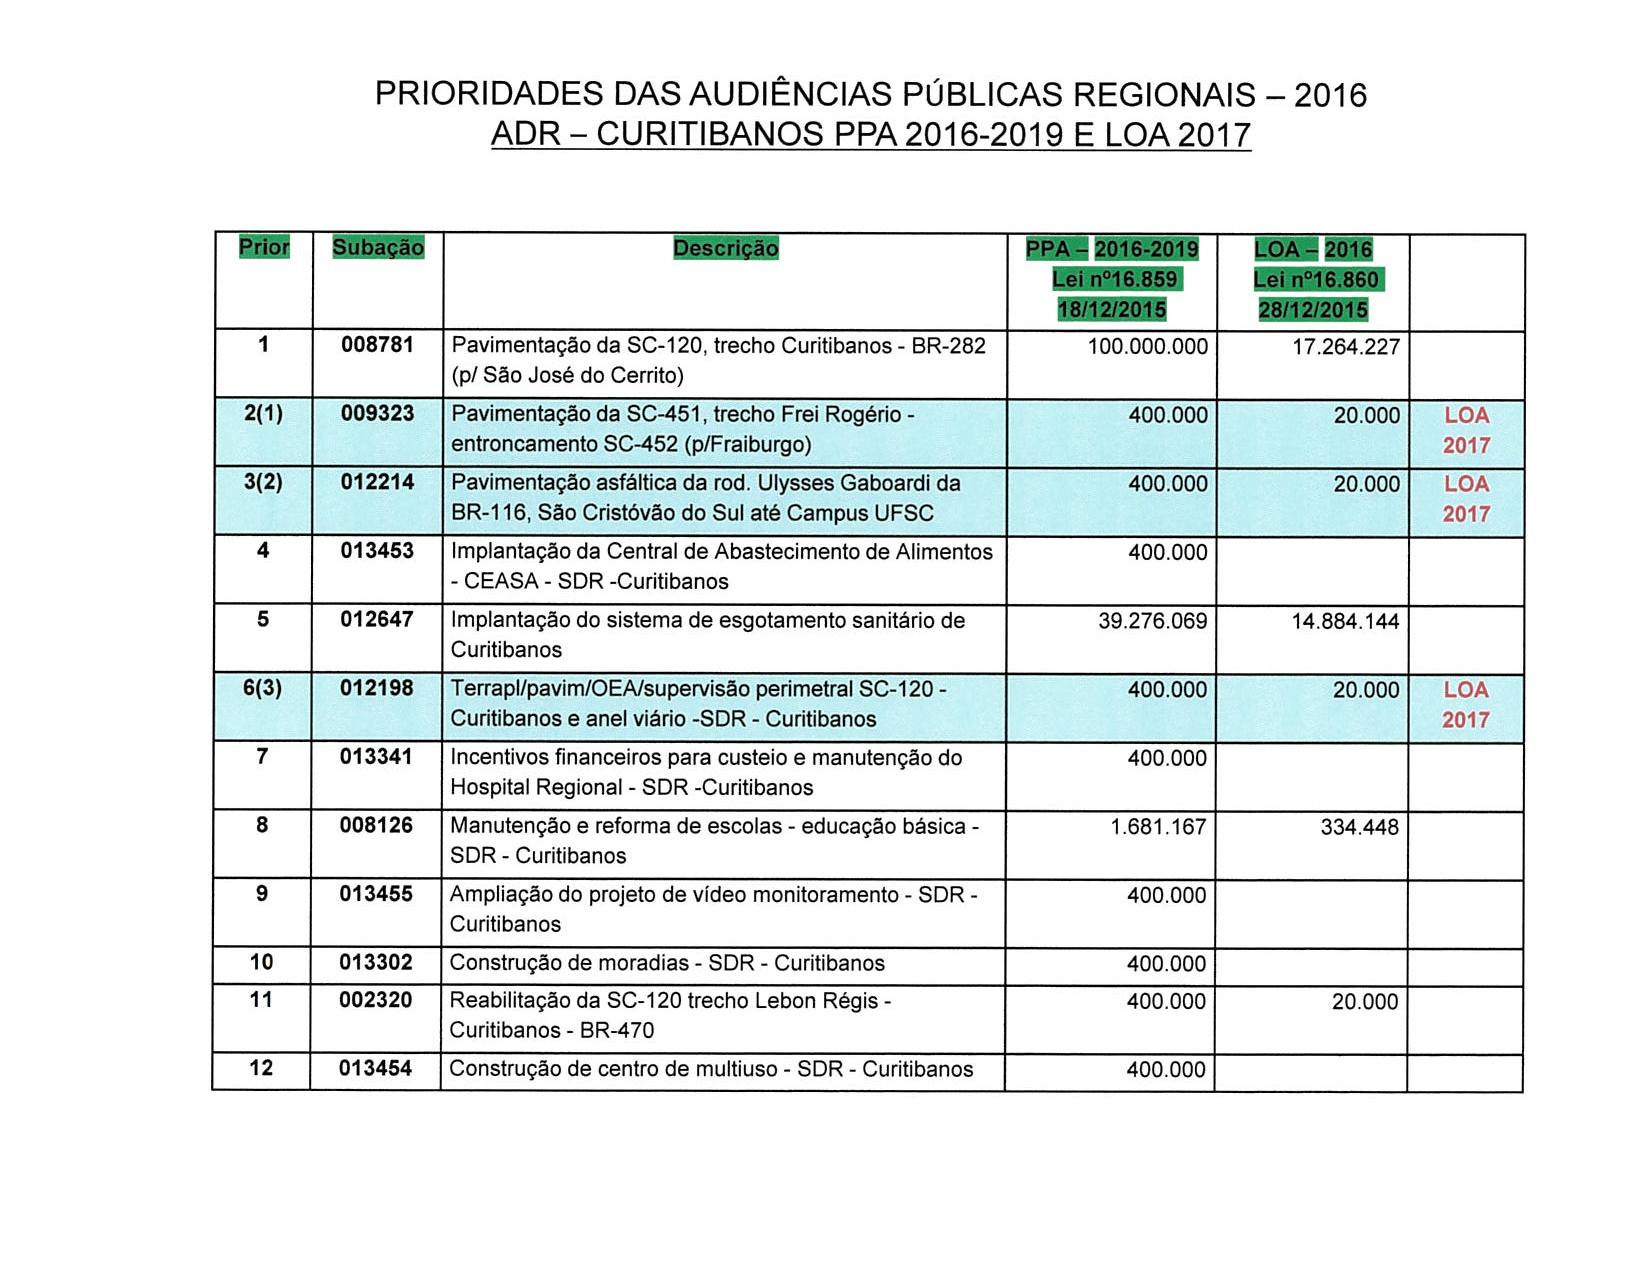 PRIORIDADES DAS AUDIÊNCIAS PÚBLICAS REGIONAIS – 2016
ADR – CURITIBANOS PPA 2016-2019 E LOA 2017
Prior Subação Descrição PPA – 2016-2019 LOA – 2016
Lei nº16.859 Lei nº16.860
18/12/2015 28/12/2015
1 008781 Pavimentação da SC-120, trecho Curitibanos - BR-282 100.000.000 17.264.227
(p/ São José do Cerrito)
2(1) 009323 Pavimentação da SC-451, trecho Frei Rogério - 400.000 20.000 LOA
entroncamento SC-452 (p/Fraiburgo) 2017
3(2) 012214 Pavimentação asfáltica da rod. Ulysses Gaboardi da 400.000 20.000 LOA
BR-116, São Cristóvão do Sul até Campus UFSC 2017
4 013453 Implantação da Central de Abastecimento de Alimentos 400.000
- CEASA - SDR -Curitibanos
5 012647 Implantação do sistema de esgotamento sanitário de 39.276.069 14.884.144
Curitibanos
6(3) 012198 Terrapl/pavim/OEA/supervisão perimetral SC-120 - 400.000 20.000 LOA
Curitibanos e anel viário -SDR - Curitibanos 2017
7 013341 Incentivos financeiros para custeio e manutenção do 400.000
Hospital Regional - SDR -Curitibanos
8 008126 Manutenção e reforma de escolas - educação básica - 1.681.167 334.448
SDR - Curitibanos
9 013455 Ampliação do projeto de vídeo monitoramento - SDR - 400.000
Curitibanos
10 013302 Construção de moradias - SDR - Curitibanos 400.000
11 002320 Reabilitação da SC-120 trecho Lebon Régis - 400.000 20.000
Curitibanos - BR-470
12 013454 Construção de centro de multiuso - SDR - Curitibanos 400.000